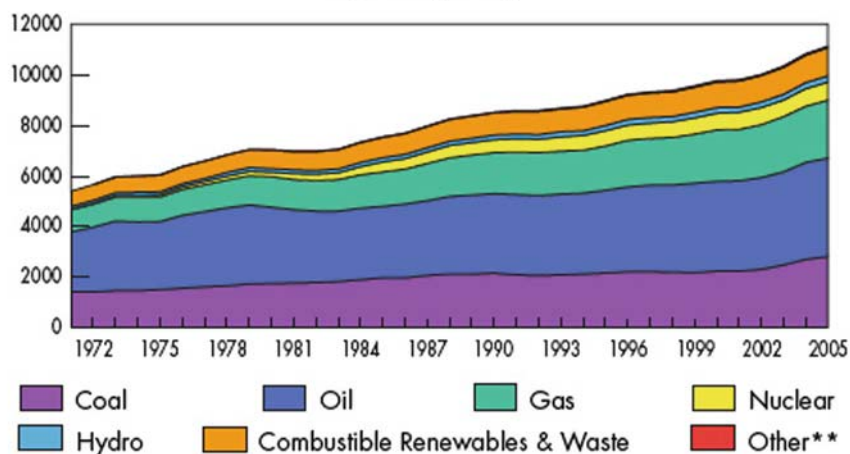 12000
10000
8000
6000
4000
2000
0
1972 1975 1978 1981 1984 1987 1990 1993 1996 1999 2002 2005
Coal Oil Gas Nuclear
Hydro Combustible Renewables & Waste Other**